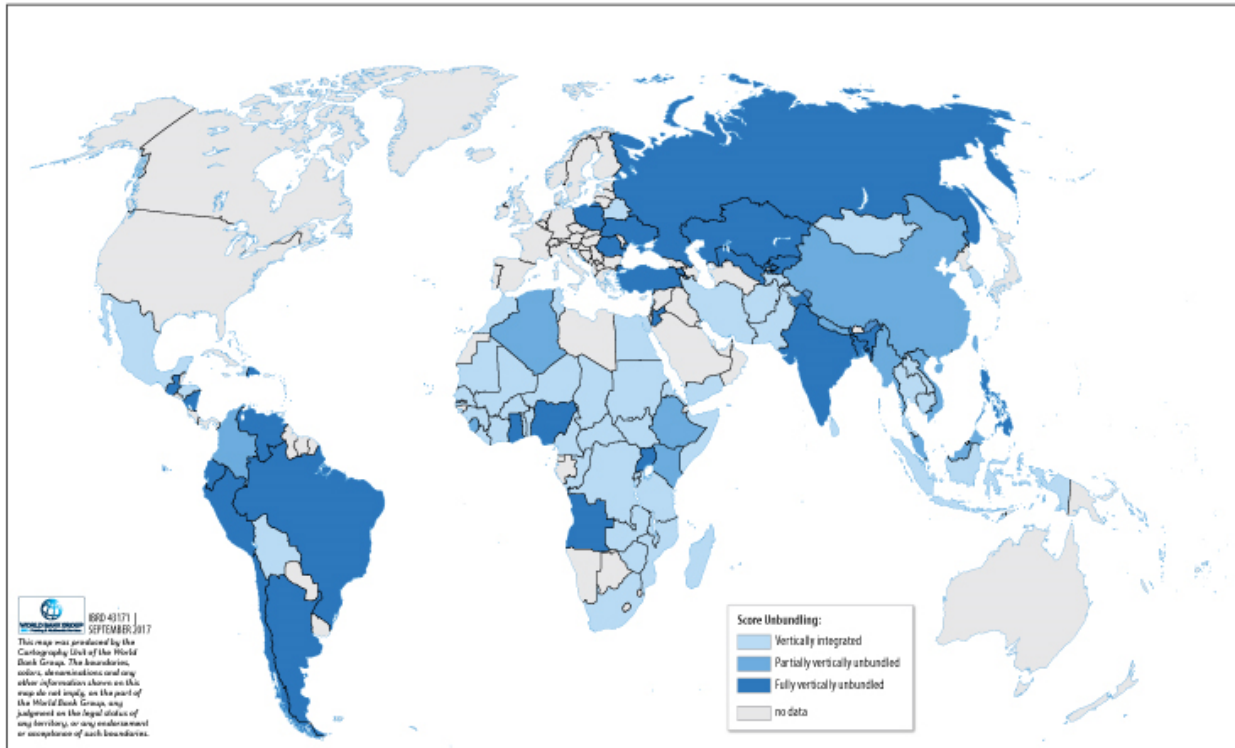 WORLD BANK GROUP
IBRD 43171 |
SEPTEMBER 2017
This map was produced by the
Cartography Unit of the World
Bank Group. The boundaries,
colors, denominations and any
other information shown on this
map do not imply, on the part of
the World Bank Group, any
judgment on the legal status of
any territory, or any endorsement
or acceptance of such boundaries.
Score Unbundling:
Vertically integrated
Partially vertically unbundled
Fully vertically unbundled
no data